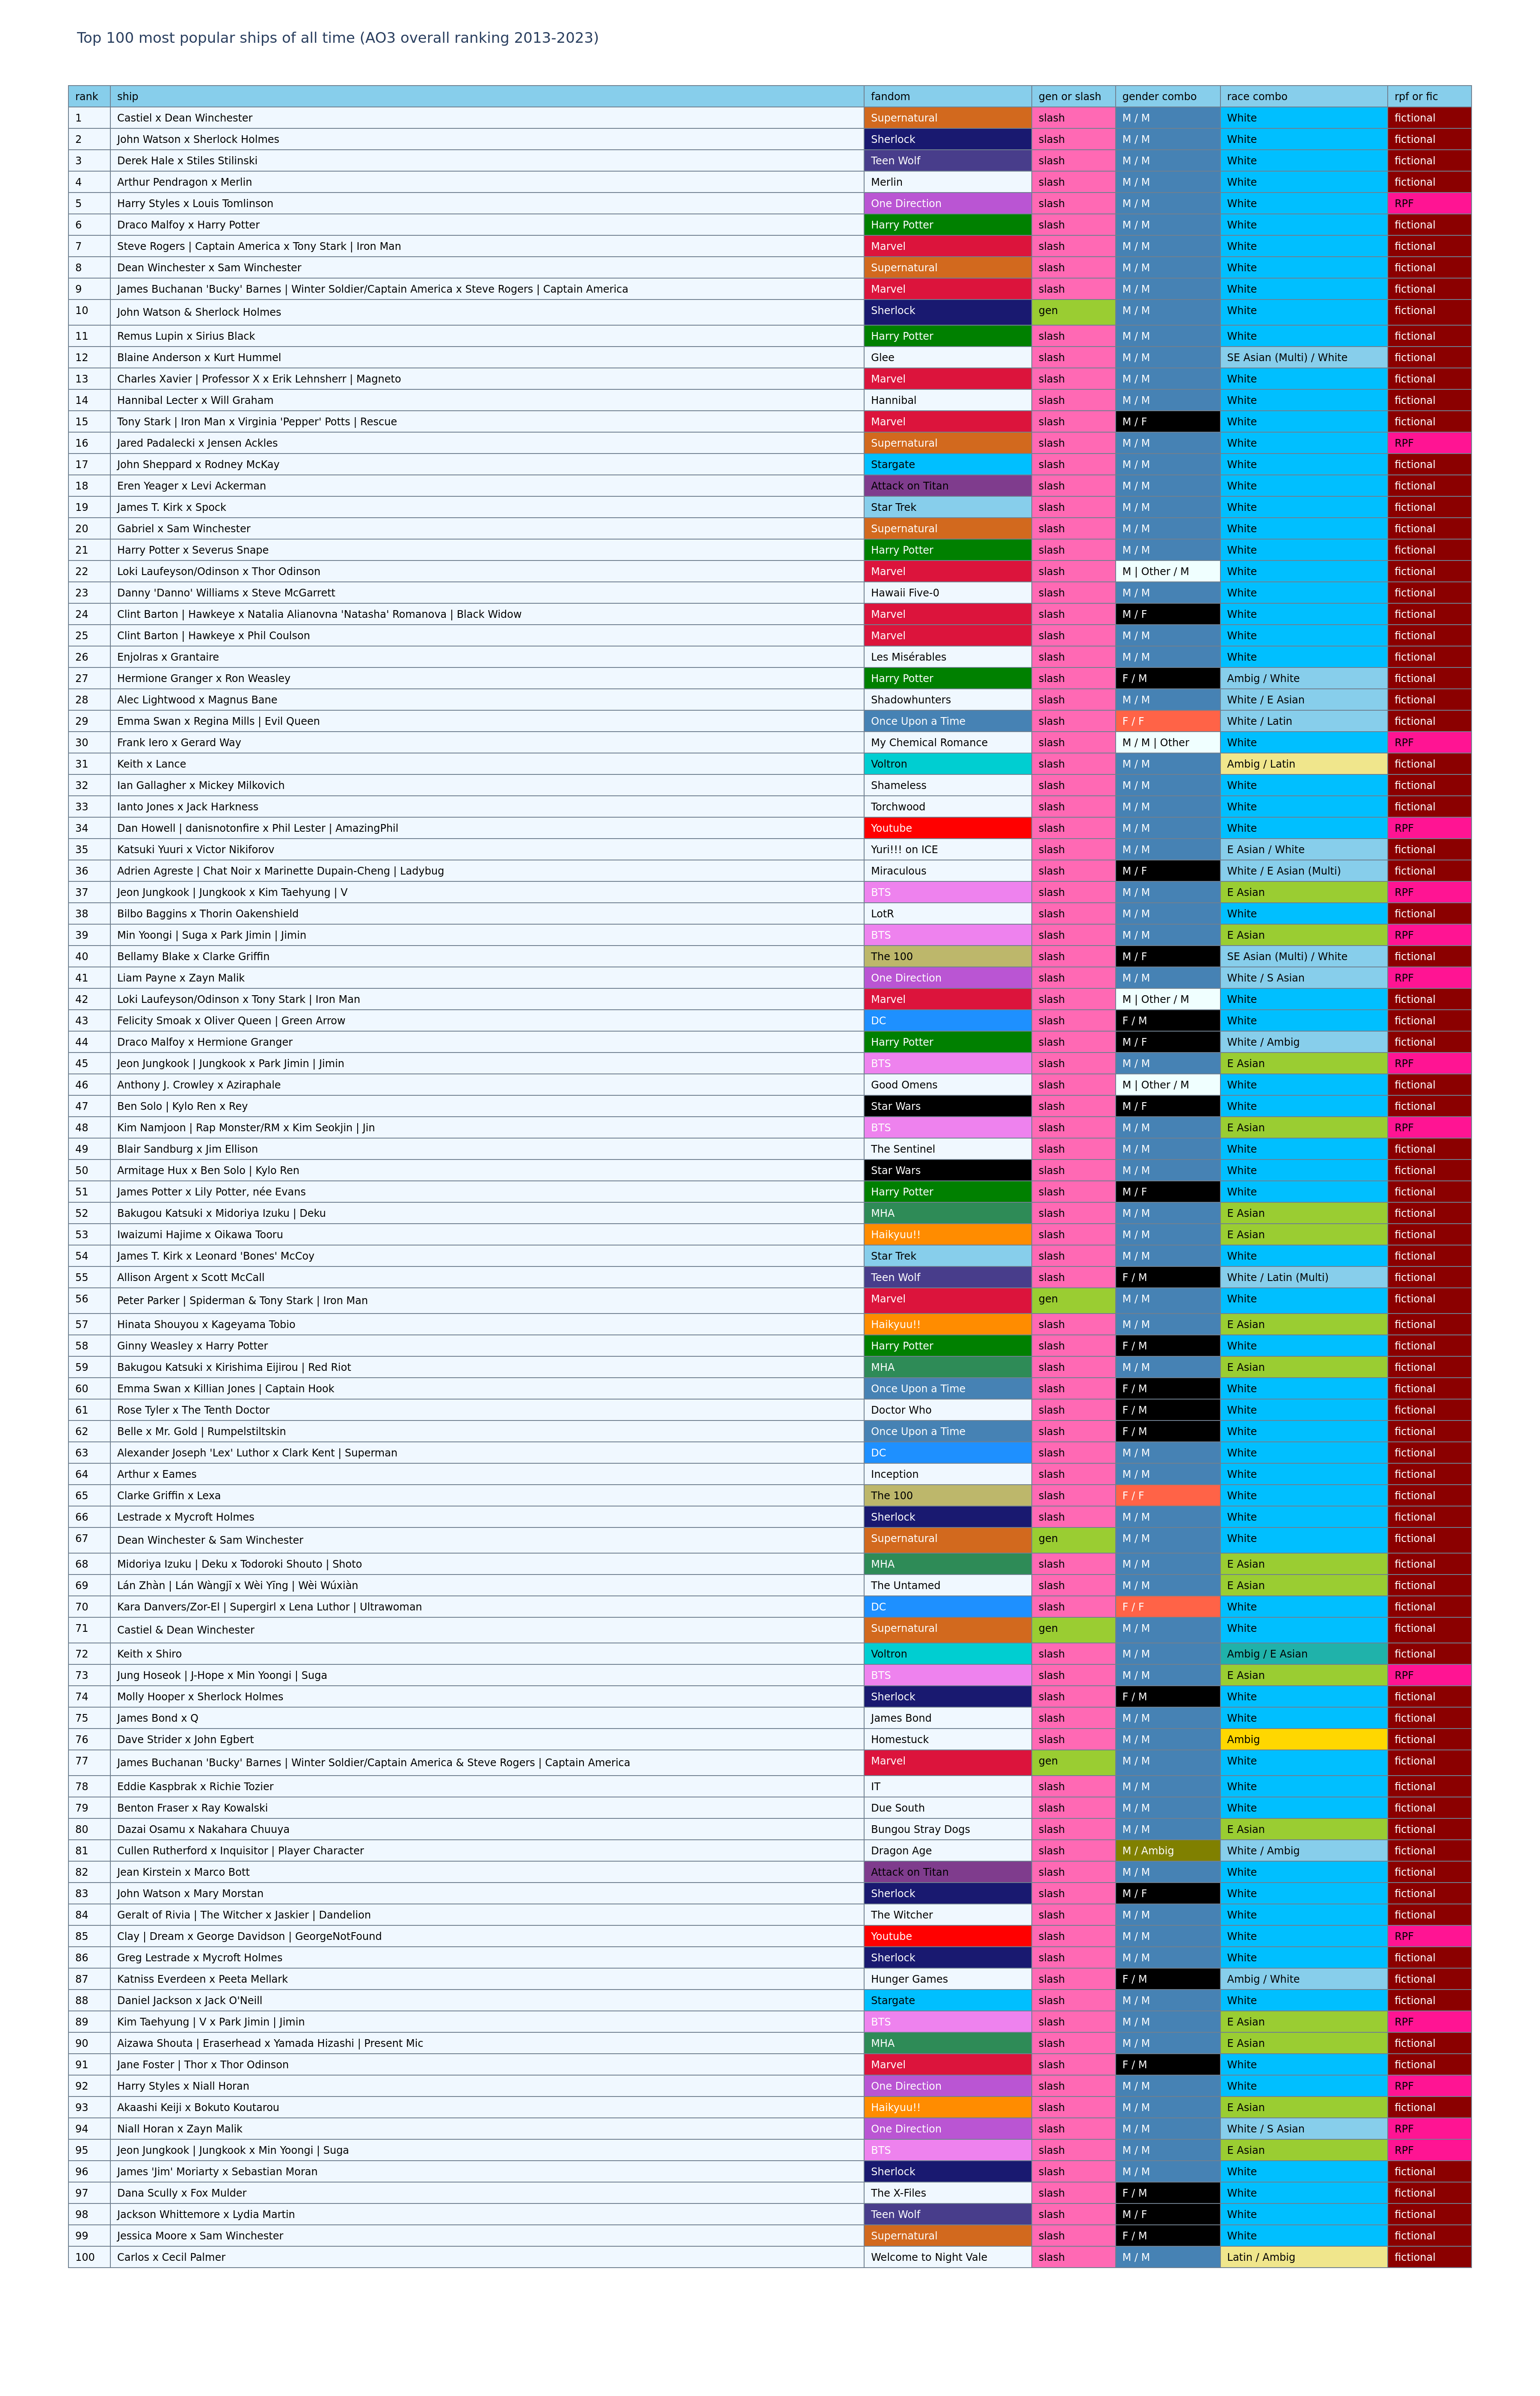 Top 100 most popular ships of all time (AO3 overall ranking 2013-2023)
rank ship fandom gen or slash gender combo race combo rpf or fic
1 Castiel x Dean Winchester Supernatural slash M / M White fictional
2 John Watson x Sherlock Holmes Sherlock slash M / M White fictional
3 Derek Hale x Stiles Stilinski Teen Wolf slash M / M White fictional
4 Arthur Pendragon x Merlin Merlin slash M / M White fictional
5 Harry Styles x Louis Tomlinson One Direction slash M / M White RPF
6 Draco Malfoy x Harry Potter Harry Potter slash M / M White fictional
7 Steve Rogers | Captain America x Tony Stark | Iron Man Marvel slash M / M White fictional
8 Dean Winchester x Sam Winchester Supernatural slash M / M White fictional
9 James Buchanan 'Bucky' Barnes | Winter Soldier/Captain America x Steve Rogers | Captain America Marvel slash M / M White fictional
10 John Watson & Sherlock Holmes Sherlock gen M / M White fictional
11 Remus Lupin x Sirius Black Harry Potter slash M / M White fictional
12 Blaine Anderson x Kurt Hummel Glee slash M / M SE Asian (Multi) / White fictional
13 Charles Xavier | Professor X x Erik Lehnsherr | Magneto Marvel slash M / M White fictional
14 Hannibal Lecter x Will Graham Hannibal slash M / M White fictional
15 Tony Stark | Iron Man x Virginia 'Pepper' Potts | Rescue Marvel slash M / F White fictional
16 Jared Padalecki x Jensen Ackles Supernatural slash M / M White RPF
17 John Sheppard x Rodney McKay Stargate slash M / M White fictional
18 Eren Yeager x Levi Ackerman Attack on Titan slash M / M White fictional
19 James T. Kirk x Spock Star Trek slash M / M White fictional
20 Gabriel x Sam Winchester Supernatural slash M / M White fictional
21 Harry Potter x Severus Snape Harry Potter slash M / M White fictional
22 Loki Laufeyson/Odinson x Thor Odinson Marvel slash M | Other / M White fictional
23 Danny 'Danno' Williams x Steve McGarrett Hawaii Five-0 slash M / M White fictional
24 Clint Barton | Hawkeye x Natalia Alianovna 'Natasha' Romanova | Black Widow Marvel slash M / F White fictional
25 Clint Barton | Hawkeye x Phil Coulson Marvel slash M / M White fictional
26 Enjolras x Grantaire Les Misérables slash M / M White fictional
27 Hermione Granger x Ron Weasley Harry Potter slash F / M Ambig / White fictional
28 Alec Lightwood x Magnus Bane Shadowhunters slash M / M White / E Asian fictional
29 Emma Swan x Regina Mills | Evil Queen Once Upon a Time slash F / F White / Latin fictional
30 Frank Iero x Gerard Way My Chemical Romance slash M / M | Other White RPF
31 Keith x Lance Voltron slash M / M Ambig / Latin fictional
32 Ian Gallagher x Mickey Milkovich Shameless slash M / M White fictional
33 Ianto Jones x Jack Harkness Torchwood slash M / M White fictional
34 Dan Howell | danisnotonfire x Phil Lester | AmazingPhil Youtube slash M / M White RPF
35 Katsuki Yuuri x Victor Nikiforov Yuri!!! on ICE slash M / M E Asian / White fictional
36 Adrien Agreste | Chat Noir x Marinette Dupain-Cheng | Ladybug Miraculous slash M / F White / E Asian (Multi) fictional
37 Jeon Jungkook | Jungkook x Kim Taehyung | V BTS slash M / M E Asian RPF
38 Bilbo Baggins x Thorin Oakenshield LotR slash M / M White fictional
39 Min Yoongi | Suga x Park Jimin | Jimin BTS slash M / M E Asian RPF
40 Bellamy Blake x Clarke Griffin The 100 slash M / F SE Asian (Multi) / White fictional
41 Liam Payne x Zayn Malik One Direction slash M / M White / S Asian RPF
42 Loki Laufeyson/Odinson x Tony Stark | Iron Man Marvel slash M | Other / M White fictional
43 Felicity Smoak x Oliver Queen | Green Arrow DC slash F / M White fictional
44 Draco Malfoy x Hermione Granger Harry Potter slash M / F White / Ambig fictional
45 Jeon Jungkook | Jungkook x Park Jimin | Jimin BTS slash M / M E Asian RPF
46 Anthony J. Crowley x Aziraphale Good Omens slash M | Other / M White fictional
47 Ben Solo | Kylo Ren x Rey Star Wars slash M / F White fictional
48 Kim Namjoon | Rap Monster/RM x Kim Seokjin | Jin BTS slash M / M E Asian RPF
49 Blair Sandburg x Jim Ellison The Sentinel slash M / M White fictional
50 Armitage Hux x Ben Solo | Kylo Ren Star Wars slash M / M White fictional
51 James Potter x Lily Potter, née Evans Harry Potter slash M / F White fictional
52 Bakugou Katsuki x Midoriya Izuku | Deku MHA slash M / M E Asian fictional
53 Iwaizumi Hajime x Oikawa Tooru Haikyuu!! slash M / M E Asian fictional
54 James T. Kirk x Leonard 'Bones' McCoy Star Trek slash M / M White fictional
55 Allison Argent x Scott McCall Teen Wolf slash F / M White / Latin (Multi) fictional
56 Peter Parker | Spiderman & Tony Stark | Iron Man Marvel gen M / M White fictional
57 Hinata Shouyou x Kageyama Tobio Haikyuu!! slash M / M E Asian fictional
58 Ginny Weasley x Harry Potter Harry Potter slash F / M White fictional
59 Bakugou Katsuki x Kirishima Eijirou | Red Riot MHA slash M / M E Asian fictional
60 Emma Swan x Killian Jones | Captain Hook Once Upon a Time slash F / M White fictional
61 Rose Tyler x The Tenth Doctor Doctor Who slash F / M White fictional
62 Belle x Mr. Gold | Rumpelstiltskin Once Upon a Time slash F / M White fictional
63 Alexander Joseph 'Lex' Luthor x Clark Kent | Superman DC slash M / M White fictional
64 Arthur x Eames Inception slash M / M White fictional
65 Clarke Griffin x Lexa The 100 slash F / F White fictional
66 Lestrade x Mycroft Holmes Sherlock slash M / M White fictional
67 Dean Winchester & Sam Winchester Supernatural gen M / M White fictional
68 Midoriya Izuku | Deku x Todoroki Shouto | Shoto MHA slash M / M E Asian fictional
69 Lán Zhàn | Lán Wàngjī x Wèi Yīng | Wèi Wúxiàn The Untamed slash M / M E Asian fictional
70 Kara Danvers/Zor-El | Supergirl x Lena Luthor | Ultrawoman DC slash F / F White fictional
71 Castiel & Dean Winchester Supernatural gen M / M White fictional
72 Keith x Shiro Voltron slash M / M Ambig / E Asian fictional
73 Jung Hoseok | J-Hope x Min Yoongi | Suga BTS slash M / M E Asian RPF
74 Molly Hooper x Sherlock Holmes Sherlock slash F / M White fictional
75 James Bond x Q James Bond slash M / M White fictional
76 Dave Strider x John Egbert Homestuck slash M / M Ambig fictional
77 James Buchanan 'Bucky' Barnes | Winter Soldier/Captain America & Steve Rogers | Captain America Marvel gen M / M White fictional
78 Eddie Kaspbrak x Richie Tozier IT slash M / M White fictional
79 Benton Fraser x Ray Kowalski Due South slash M / M White fictional
80 Dazai Osamu x Nakahara Chuuya Bungou Stray Dogs slash M / M E Asian fictional
81 Cullen Rutherford x Inquisitor | Player Character Dragon Age slash M / Ambig White / Ambig fictional
82 Jean Kirstein x Marco Bott Attack on Titan slash M / M White fictional
83 John Watson x Mary Morstan Sherlock slash M / F White fictional
84 Geralt of Rivia | The Witcher x Jaskier | Dandelion The Witcher slash M / M White fictional
85 Clay | Dream x George Davidson | GeorgeNotFound Youtube slash M / M White RPF
86 Greg Lestrade x Mycroft Holmes Sherlock slash M / M White fictional
87 Katniss Everdeen x Peeta Mellark Hunger Games slash F / M Ambig / White fictional
88 Daniel Jackson x Jack O'Neill Stargate slash M / M White fictional
89 Kim Taehyung | V x Park Jimin | Jimin BTS slash M / M E Asian RPF
90 Aizawa Shouta | Eraserhead x Yamada Hizashi | Present Mic MHA slash M / M E Asian fictional
91 Jane Foster | Thor x Thor Odinson Marvel slash F / M White fictional
92 Harry Styles x Niall Horan One Direction slash M / M White RPF
93 Akaashi Keiji x Bokuto Koutarou Haikyuu!! slash M / M E Asian fictional
94 Niall Horan x Zayn Malik One Direction slash M / M White / S Asian RPF
95 Jeon Jungkook | Jungkook x Min Yoongi | Suga BTS slash M / M E Asian RPF
96 James 'Jim' Moriarty x Sebastian Moran Sherlock slash M / M White fictional
97 Dana Scully x Fox Mulder The X-Files slash F / M White fictional
98 Jackson Whittemore x Lydia Martin Teen Wolf slash M / F White fictional
99 Jessica Moore x Sam Winchester Supernatural slash F / M White fictional
100 Carlos x Cecil Palmer Welcome to Night Vale slash M / M Latin / Ambig fictional